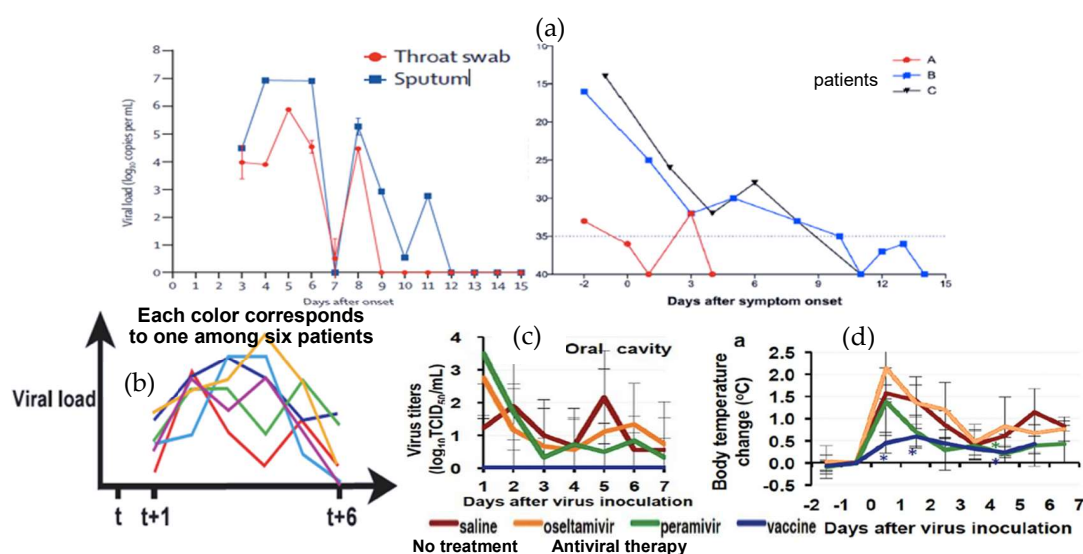 (a)
8
7
6
5
4
3
2
1
0
Viral load (log10 copies per mL)
Throat swab
Sputum
0 1 2 3 4 5 6 7 8 9 10 11 12 13 14 15
Days after onset
10
15
20
25
30
35
40
patients
A
B
C
-2 0 3 6 9 12 15
Days after symptom onset
Each color corresponds
to one among six patients
(b)
Viral load
t t+1 t+6
(c)
Oral cavity
4
3
2
1
0
Virus titers
(log10TCID50/mL)
1 2 3 4 5 6 7
Days after virus inoculation
a
(d)
2.5
2.0
1.5
1.0
0.5
0.0
-0.5
Body temperature
change (°C)
* * * *
-2 -1 0 1 2 3 4 5 6 7
Days after virus inoculation
saline oseltamivir peramivir vaccine
No treatment Antiviral therapy